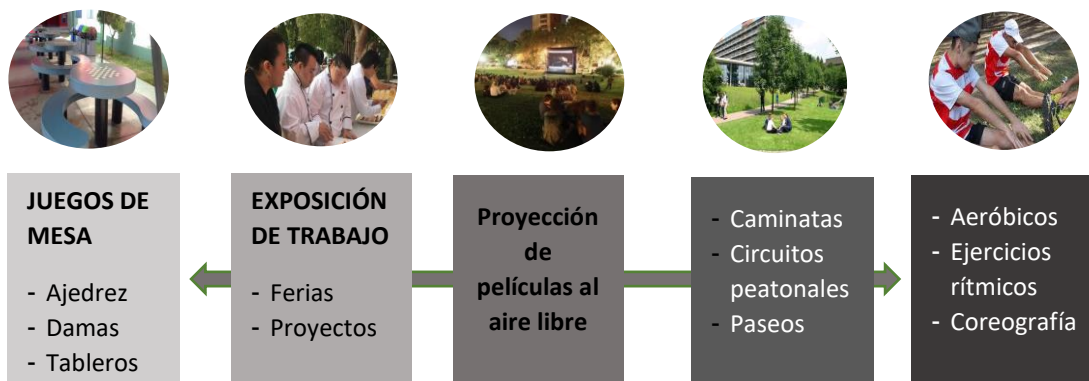 JUEGOS DE
MESA
- Ajedrez
- Damas
- Tableros
EXPOSICIÓN
DE TRABAJO
- Ferias
- Proyectos
Proyección
de
películas al
aire libre
- Caminatas
- Circuitos
peatonales
- Paseos
- Aeróbicos
- Ejercicios
rítmicos
- Coreografía